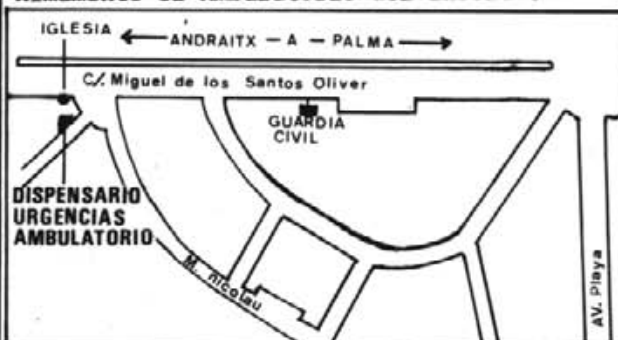 IGLESIA
ANDRAITX - A - PALMA
C/. Miguel de los Santos Oliver
GUARDIA
CIVIL
DISPENSARIO
URGENCIAS
AMBULATORIO
M. nicolau
AV. Playa